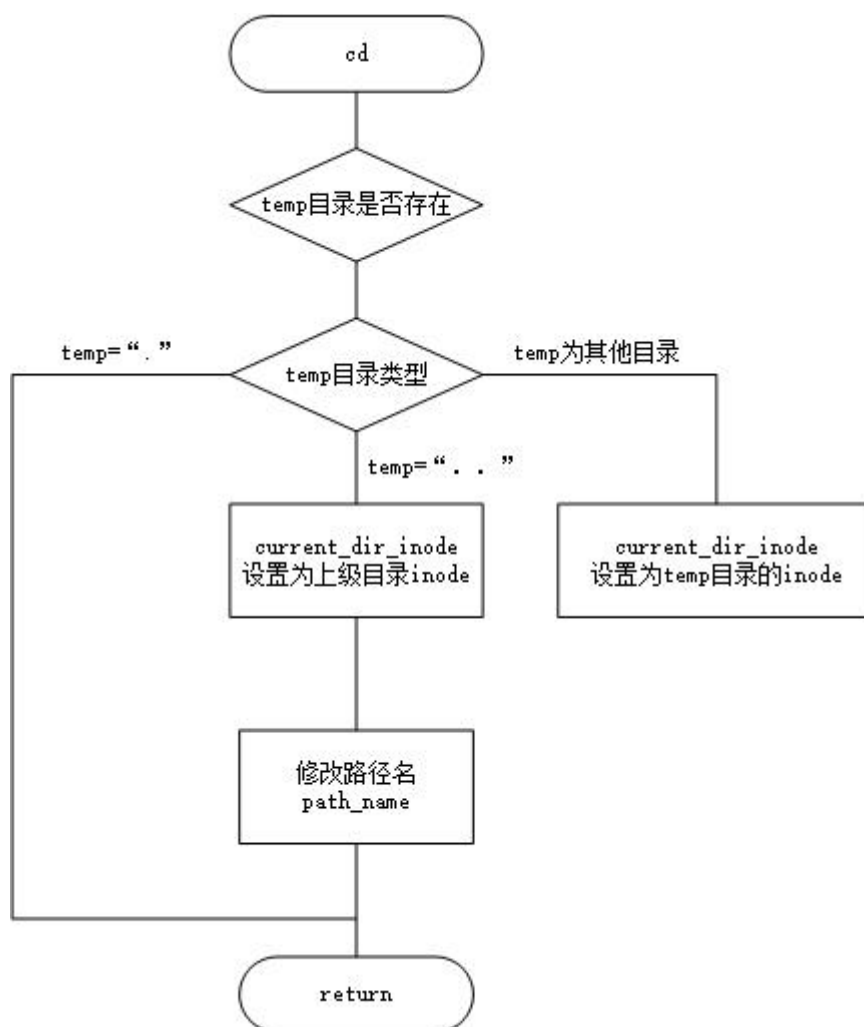 cd
temp目录是否存在
temp=“.”
temp目录类型
temp为其他目录
temp=“. .”
current_dir_inode
设置为上级目录inode
current_dir_inode
设置为temp目录的inode
修改路径名
path_name
return